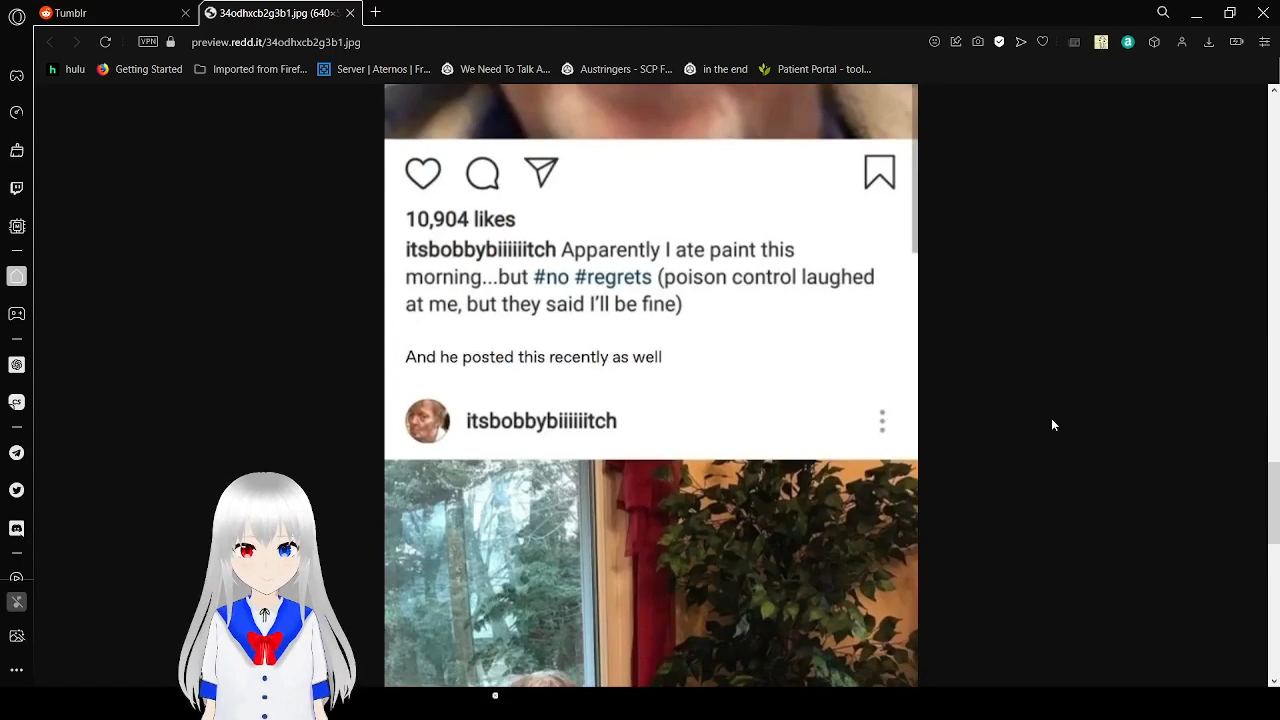 Tumblr
34odhxcb2g3b1.jpg (640×
VPN
preview.redd.it/34odhxcb2g3b1.jpg
hulu
Getting Started
Imported from Firef...
Server | Aternos | Fr...
We Need To Talk A...
Austringers - SCP F...
in the end
Patient Portal - tool...
10,904 likes
itsbobbybiiiiiitch Apparently I ate paint this
morning...but #no #regrets (poison control laughed
at me, but they said I'll be fine)
And he posted this recently as well
itsbobbybiiiiiitch